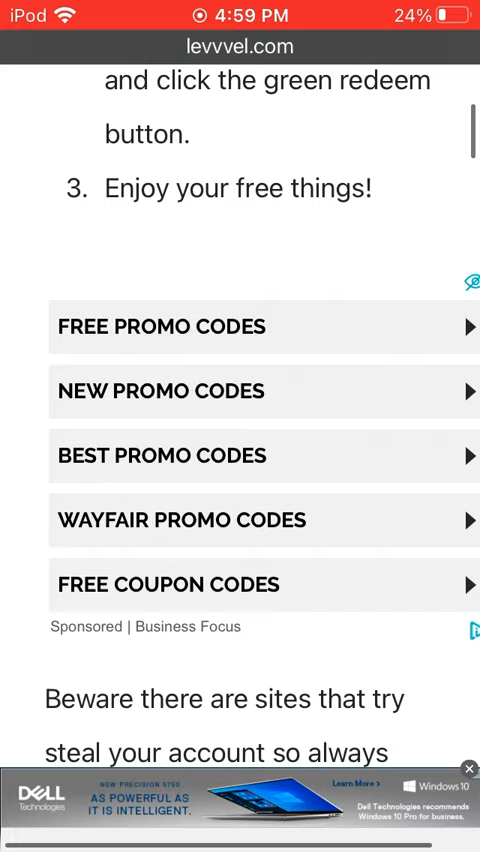 iPod 4:59 PM 24%
levvvel.com
and click the green redeem
button.
3. Enjoy your free things!
FREE PROMO CODES
NEW PROMO CODES
BEST PROMO CODES
WAYFAIR PROMO CODES
FREE COUPON CODES
Sponsored | Business Focus
Beware there are sites that try
steal your account so always
DELL
Technologies
NEW PRECISION 5750
AS POWERFUL AS
IT IS INTELLIGENT.
Learn More >
Windows 10
Dell Technologies recommends
Windows 10 Pro for business.